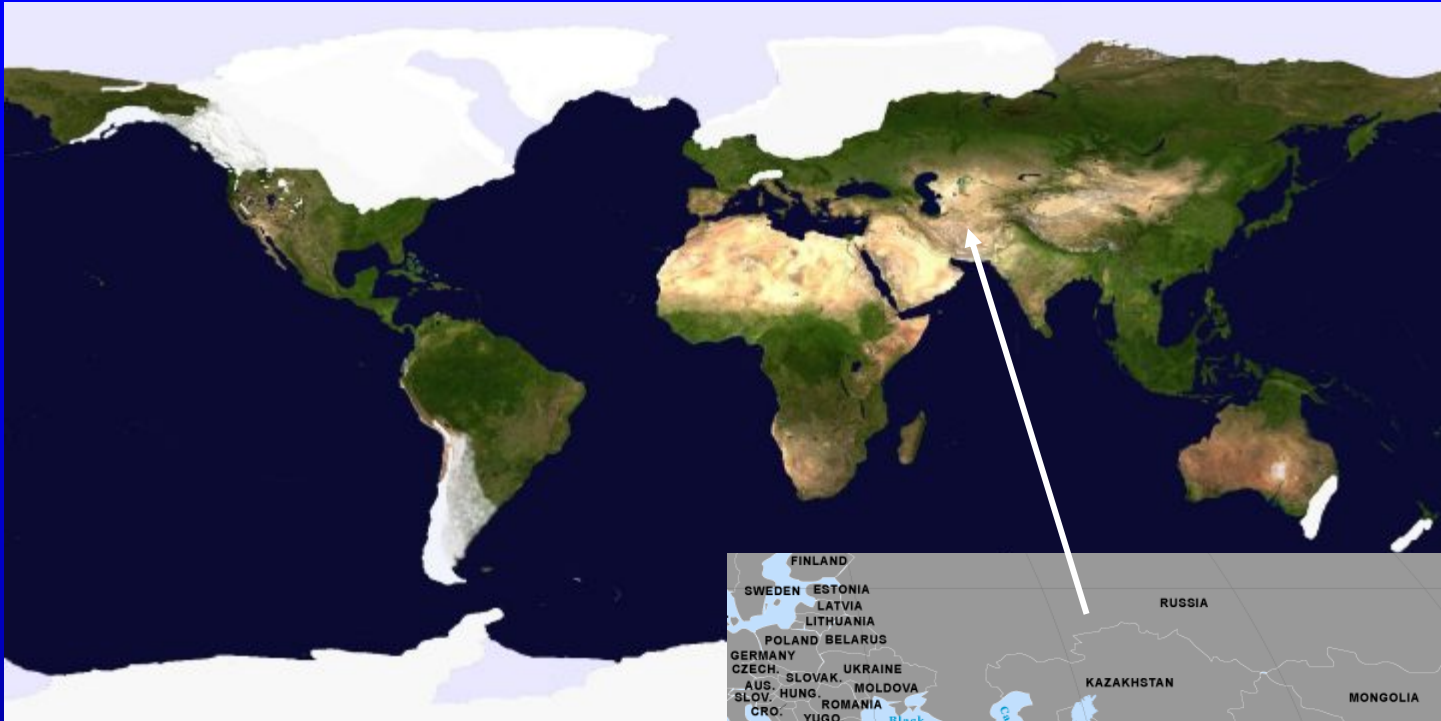 FINLAND
SWEDEN ESTONIA
LATVIA
RUSSIA
LITHUANIA
POLAND BELARUS
GERMANY
CZECH. UKRAINE
SLOVAK.
KAZAKHSTAN
AUS. MOLDOVA
HUNG.
SLOV.
MONGOLIA
ROMANIA
CRO.
YUGO.
Black
Ca